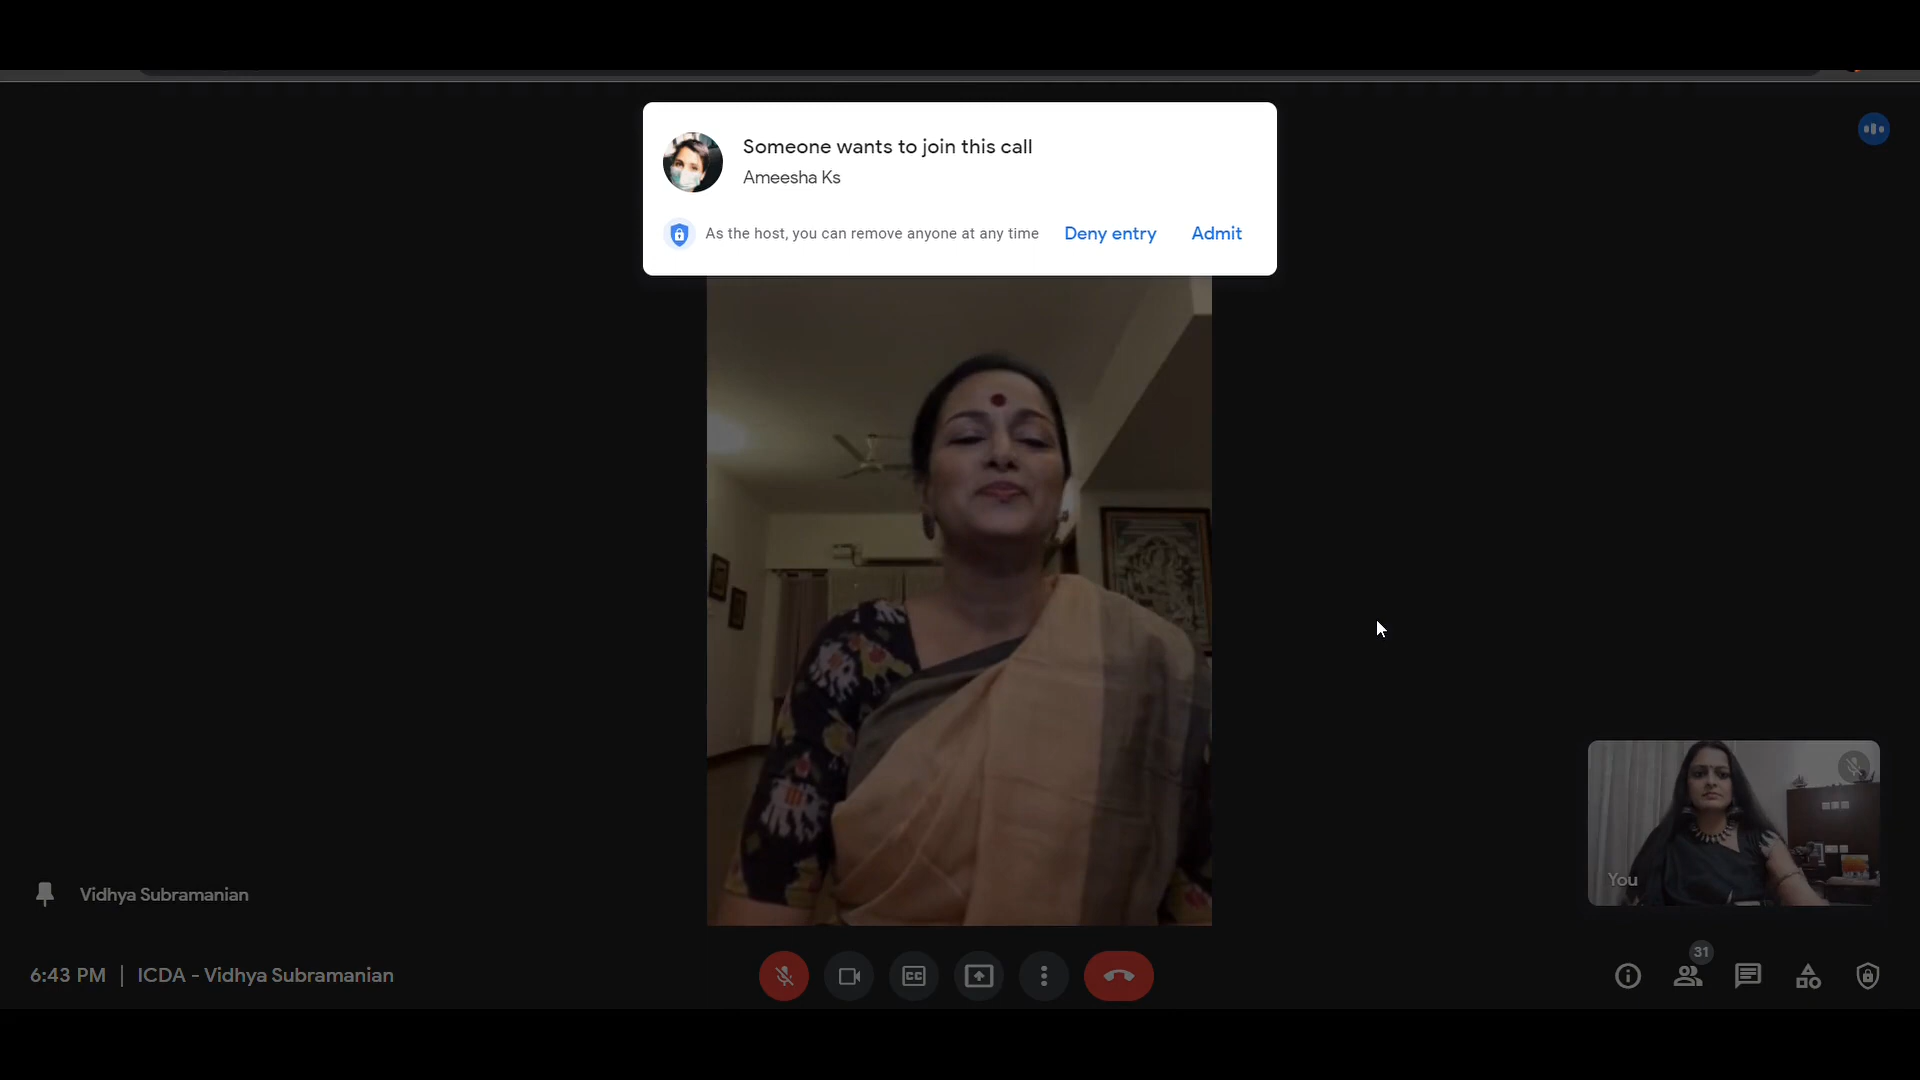 Someone wants to join this call
Ameesha Ks
As the host, you can remove anyone at any time Deny entry Admit
You
Vidhya Subramanian
31
6:43 PM | ICDA - Vidhya Subramanian
CC